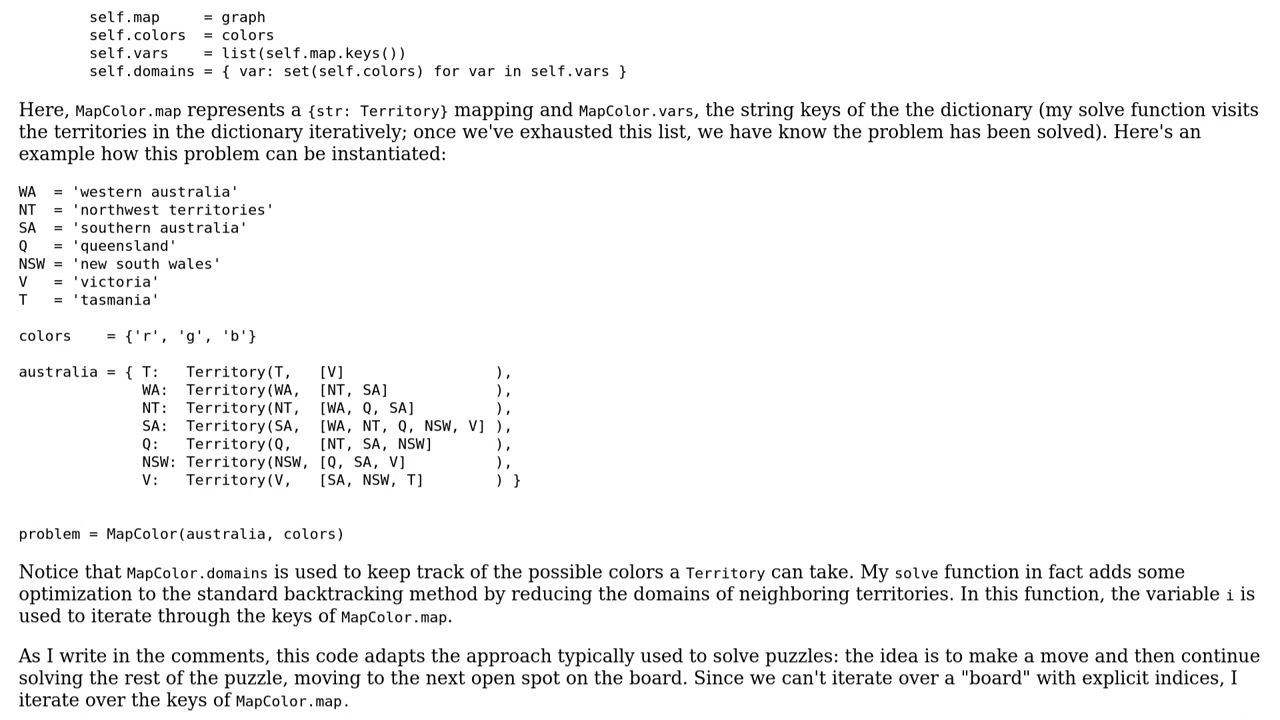 self.map     = graph
self.colors  = colors
self.vars    = list(self.map.keys())
self.domains = { var: set(self.colors) for var in self.vars }
Here, MapColor.map represents a {str: Territory} mapping and MapColor.vars, the string keys of the the dictionary (my solve function visits
the territories in the dictionary iteratively; once we've exhausted this list, we have know the problem has been solved). Here's an
example how this problem can be instantiated:
WA  = 'western australia'
NT  = 'northwest territories'
SA  = 'southern australia'
Q   = 'queensland'
NSW = 'new south wales'
V   = 'victoria'
T   = 'tasmania'
colors    = {'r', 'g', 'b'}
australia = { T:   Territory(T,   [V]                 ),
              WA:  Territory(WA,  [NT, SA]            ),
              NT:  Territory(NT,  [WA, Q, SA]         ),
              SA:  Territory(SA,  [WA, NT, Q, NSW, V] ),
              Q:   Territory(Q,   [NT, SA, NSW]       ),
              NSW: Territory(NSW, [Q, SA, V]          ),
              V:   Territory(V,   [SA, NSW, T]        ) }
problem = MapColor(australia, colors)
Notice that MapColor.domains is used to keep track of the possible colors a Territory can take. My solve function in fact adds some
optimization to the standard backtracking method by reducing the domains of neighboring territories. In this function, the variable i is
used to iterate through the keys of MapColor.map.
As I write in the comments, this code adapts the approach typically used to solve puzzles: the idea is to make a move and then continue
solving the rest of the puzzle, moving to the next open spot on the board. Since we can't iterate over a "board" with explicit indices, I
iterate over the keys of MapColor.map.